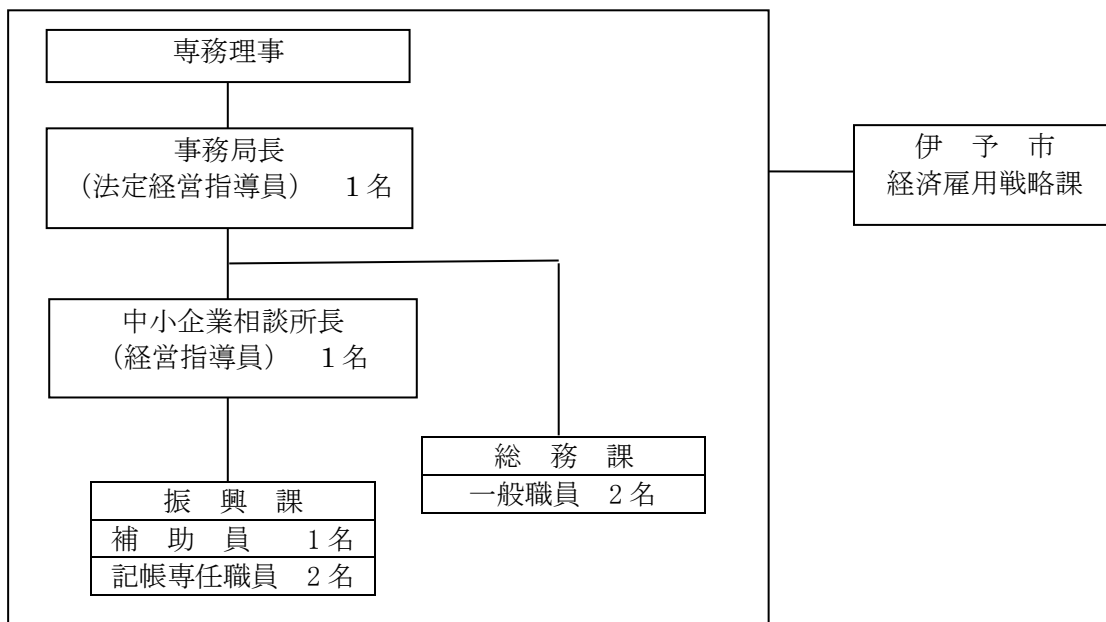 専務理事
事務局長
(法定経営指導員) 1名
伊 予 市
経済雇用戦略課
中小企業相談所長
(経営指導員) 1名
総 務 課
一般職員 2名
振 興 課
補 助 員 1名
記帳専任職員 2名